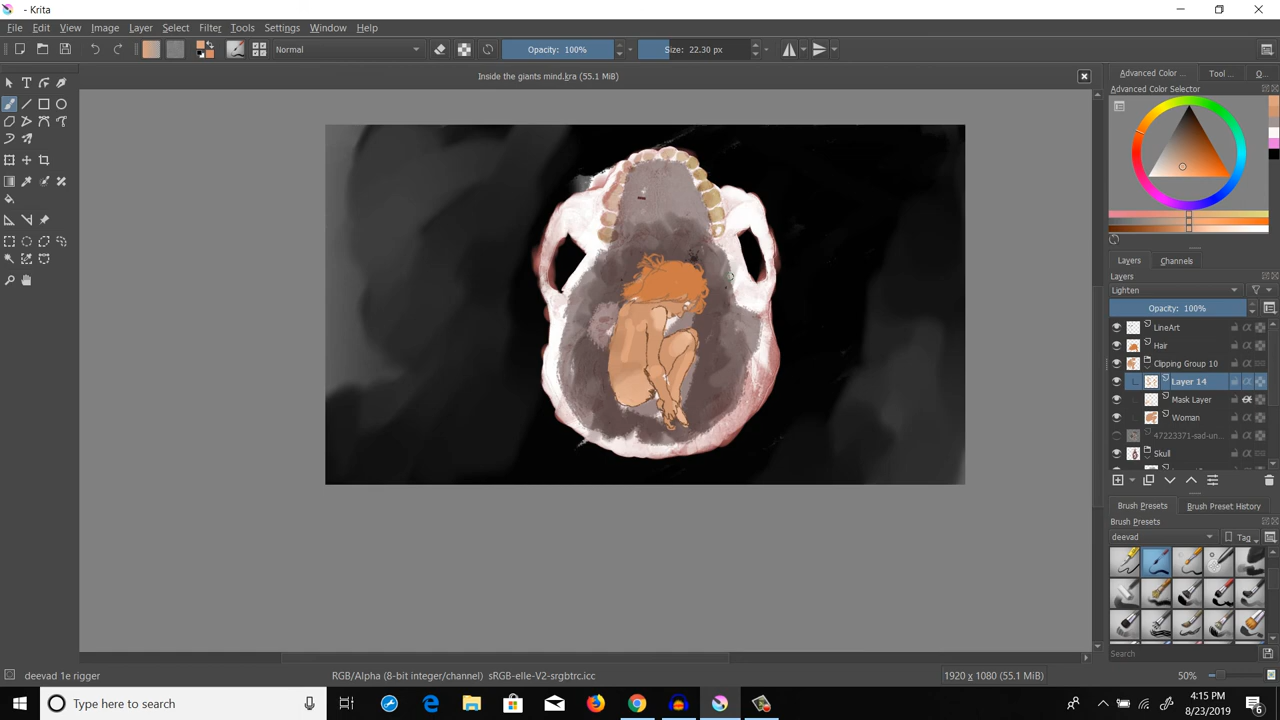 - Krita
File Edit View Image Layer Select Filter Tools Settings Window Help
Normal Opacity: 100% Size: 22.30 px
Inside the giants mind.kra (55.1 MiB)
Advanced Color ... Tool ... O...
Advanced Color Selector
Layers Channels
Layers
Lighten
Opacity: 100%
LineArt
Hair
Clipping Group 10
Layer 14
Mask Layer
Woman
47223371-sad-un...
Skull
Brush Presets Brush Preset History
Brush Presets
deevad Tag
Search
deevad 1e rigger RGB/Alpha (8-bit integer/channel) sRGB-elle-V2-srgbtrc.icc 1920 x 1080 (55.1 MiB) 50%
Type here to search
4:15 PM
8/23/2019
6